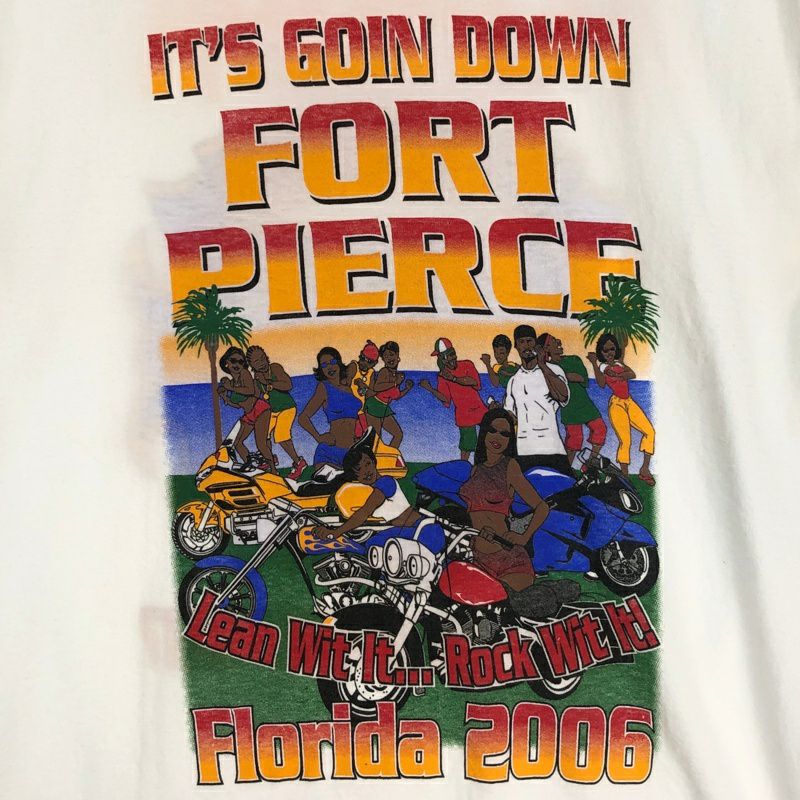 IT'S GOIN DOWN
FORT
PIERCE
Lean Wit It... Rock Wit It!
Florida 2006